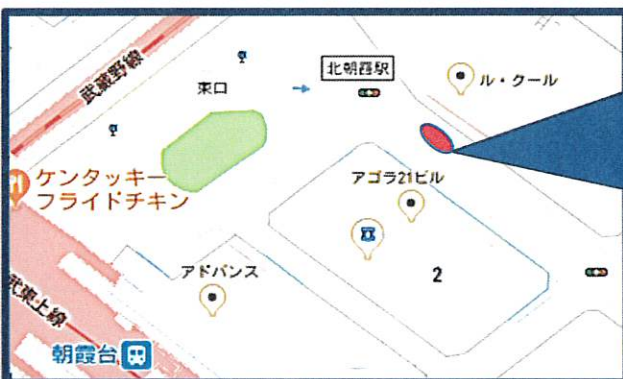 武蔵野線
東口
北朝霞駅
ル・クール
ケンタッキー
フライドチキン
アゴラ21ビル
アドバンス
2
武東上線
朝霞台